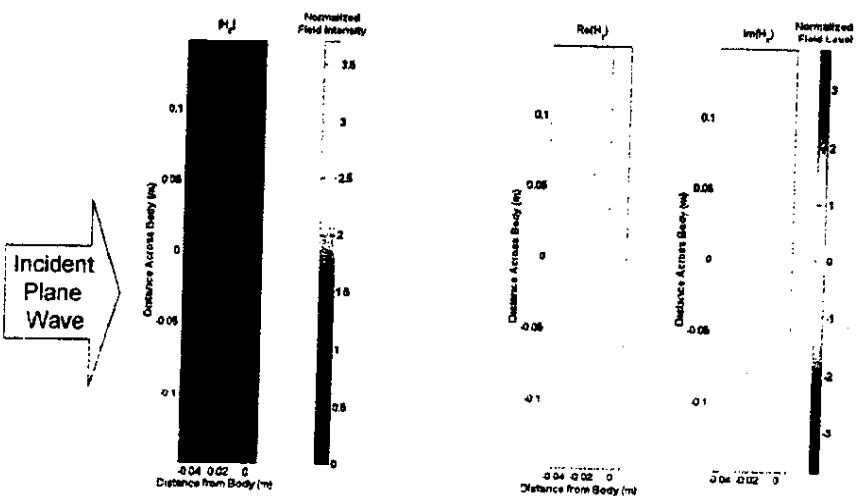 |H_z|
Normalized
Field Intensity
3.5
3
2.5
2
1.5
1
0.5
0
0.1
0.05
0
-0.05
-0.1
Distance Across Body (m)
-0.04 -0.02 0
Distance from Body (m)
Incident
Plane
Wave
0.1
0.05
0
-0.05
-0.1
Distance Across Body (m)
-0.04 -0.02 0
Distance from Body (m)
0.1
0.05
0
-0.05
-0.1
Distance Across Body (m)
-0.04 -0.02 0
Normalized
Field Level
3
2
1
0
-1
-2
-3